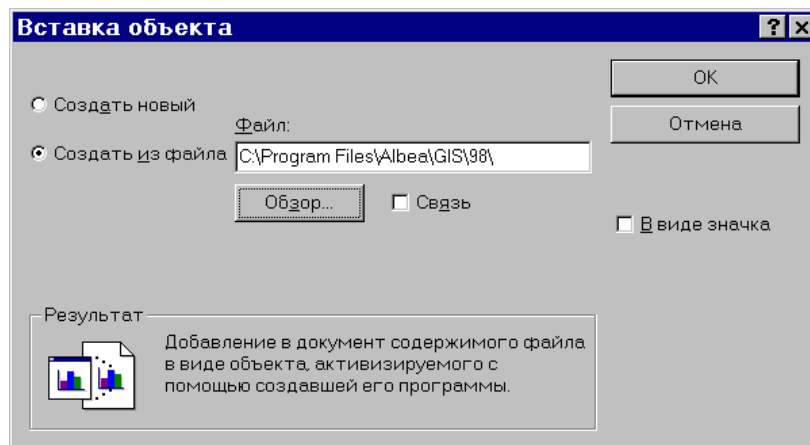 Вставка объекта
Создать новый
Файл:
Создать из файла
C:\Program Files\Albea\GIS\98\
Обзор...
Связь
OK
Отмена
В виде значка
Результат
Добавление в документ содержимого файла
в виде объекта, активизируемого с
помощью создавшей его программы.